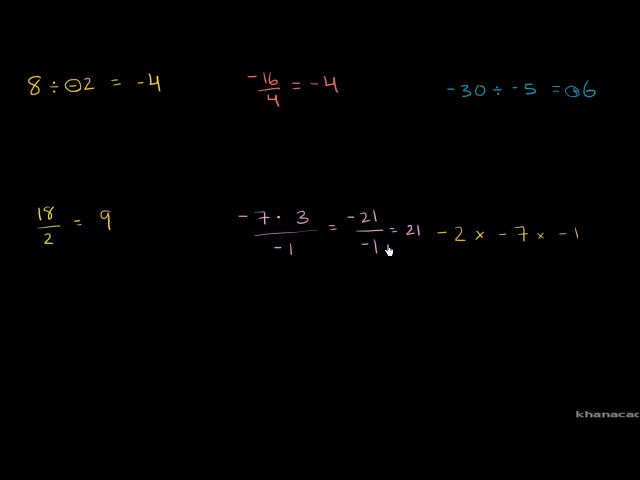 8 ÷ -2 = -4
-16/4 = -4
-30 ÷ -5 = +6
18/2 = 9
-7 · 3/-1 = -21/-1 = 21
-2 × -7 × -1
khanacad